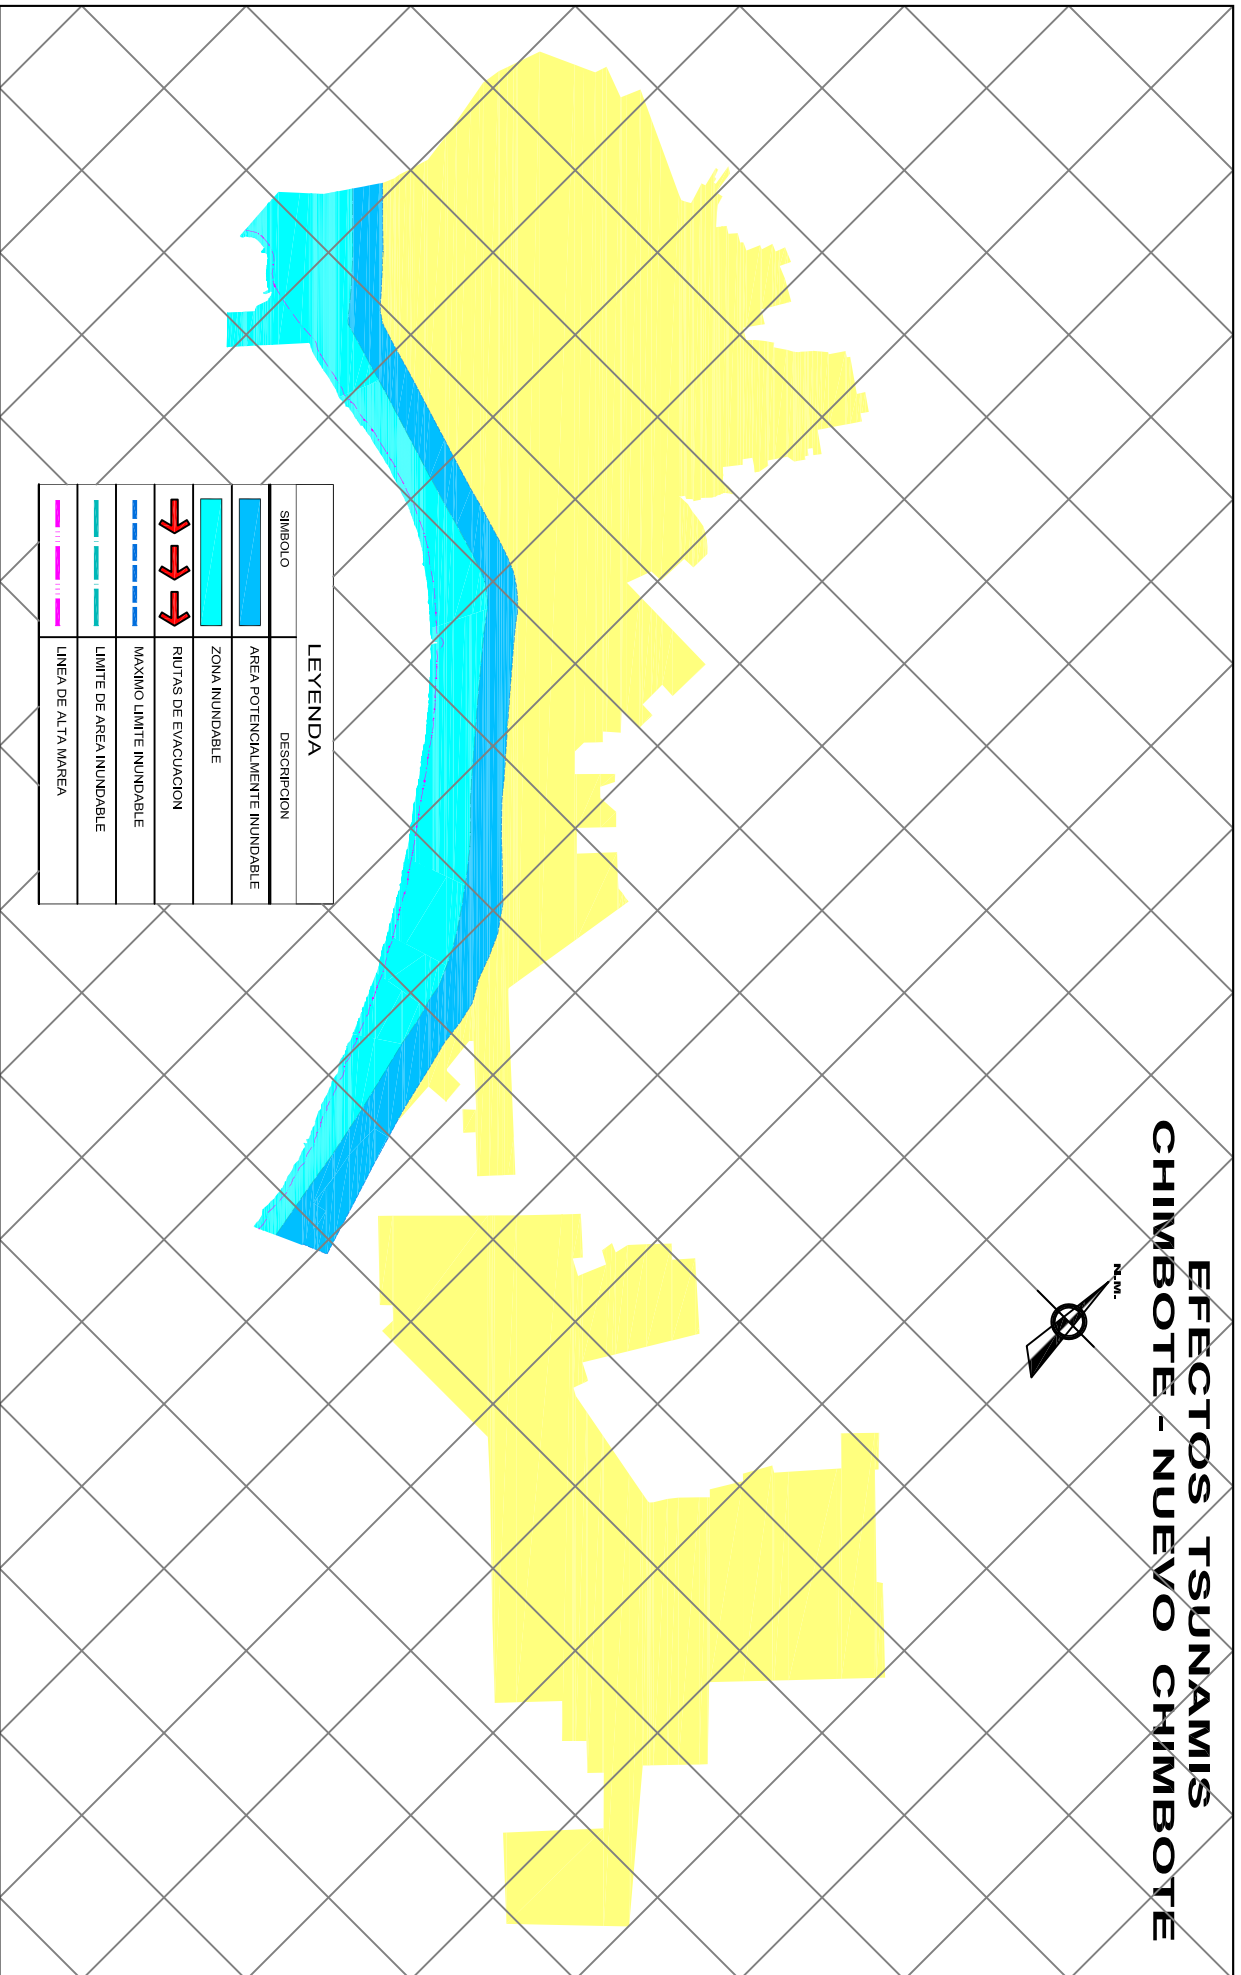 EFECTOS TSUNAMIS
CHIMBOTE - NUEVO CHIMBOTE
N.M.
LEYENDA
SIMBOLO DESCRIPCION
AREA POTENCIALMENTE INUNDABLE
ZONA INUNDABLE
RIUTAS DE EVACUACION
MAXIMO LIMITE INUNDABLE
LIMITE DE AREA INUNDABLE
LINEA DE ALTA MAREA